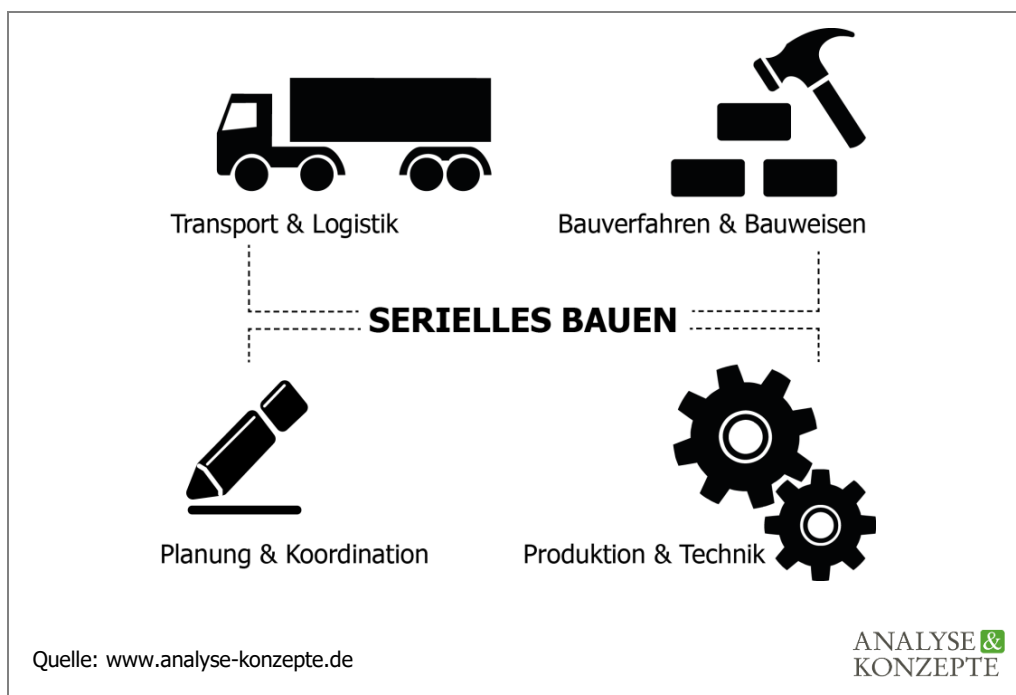 Transport & Logistik
Bauverfahren & Bauweisen
SERIELLES BAUEN
Planung & Koordination
Produktion & Technik
Quelle: www.analyse-konzepte.de
ANALYSE &
KONZEPTE